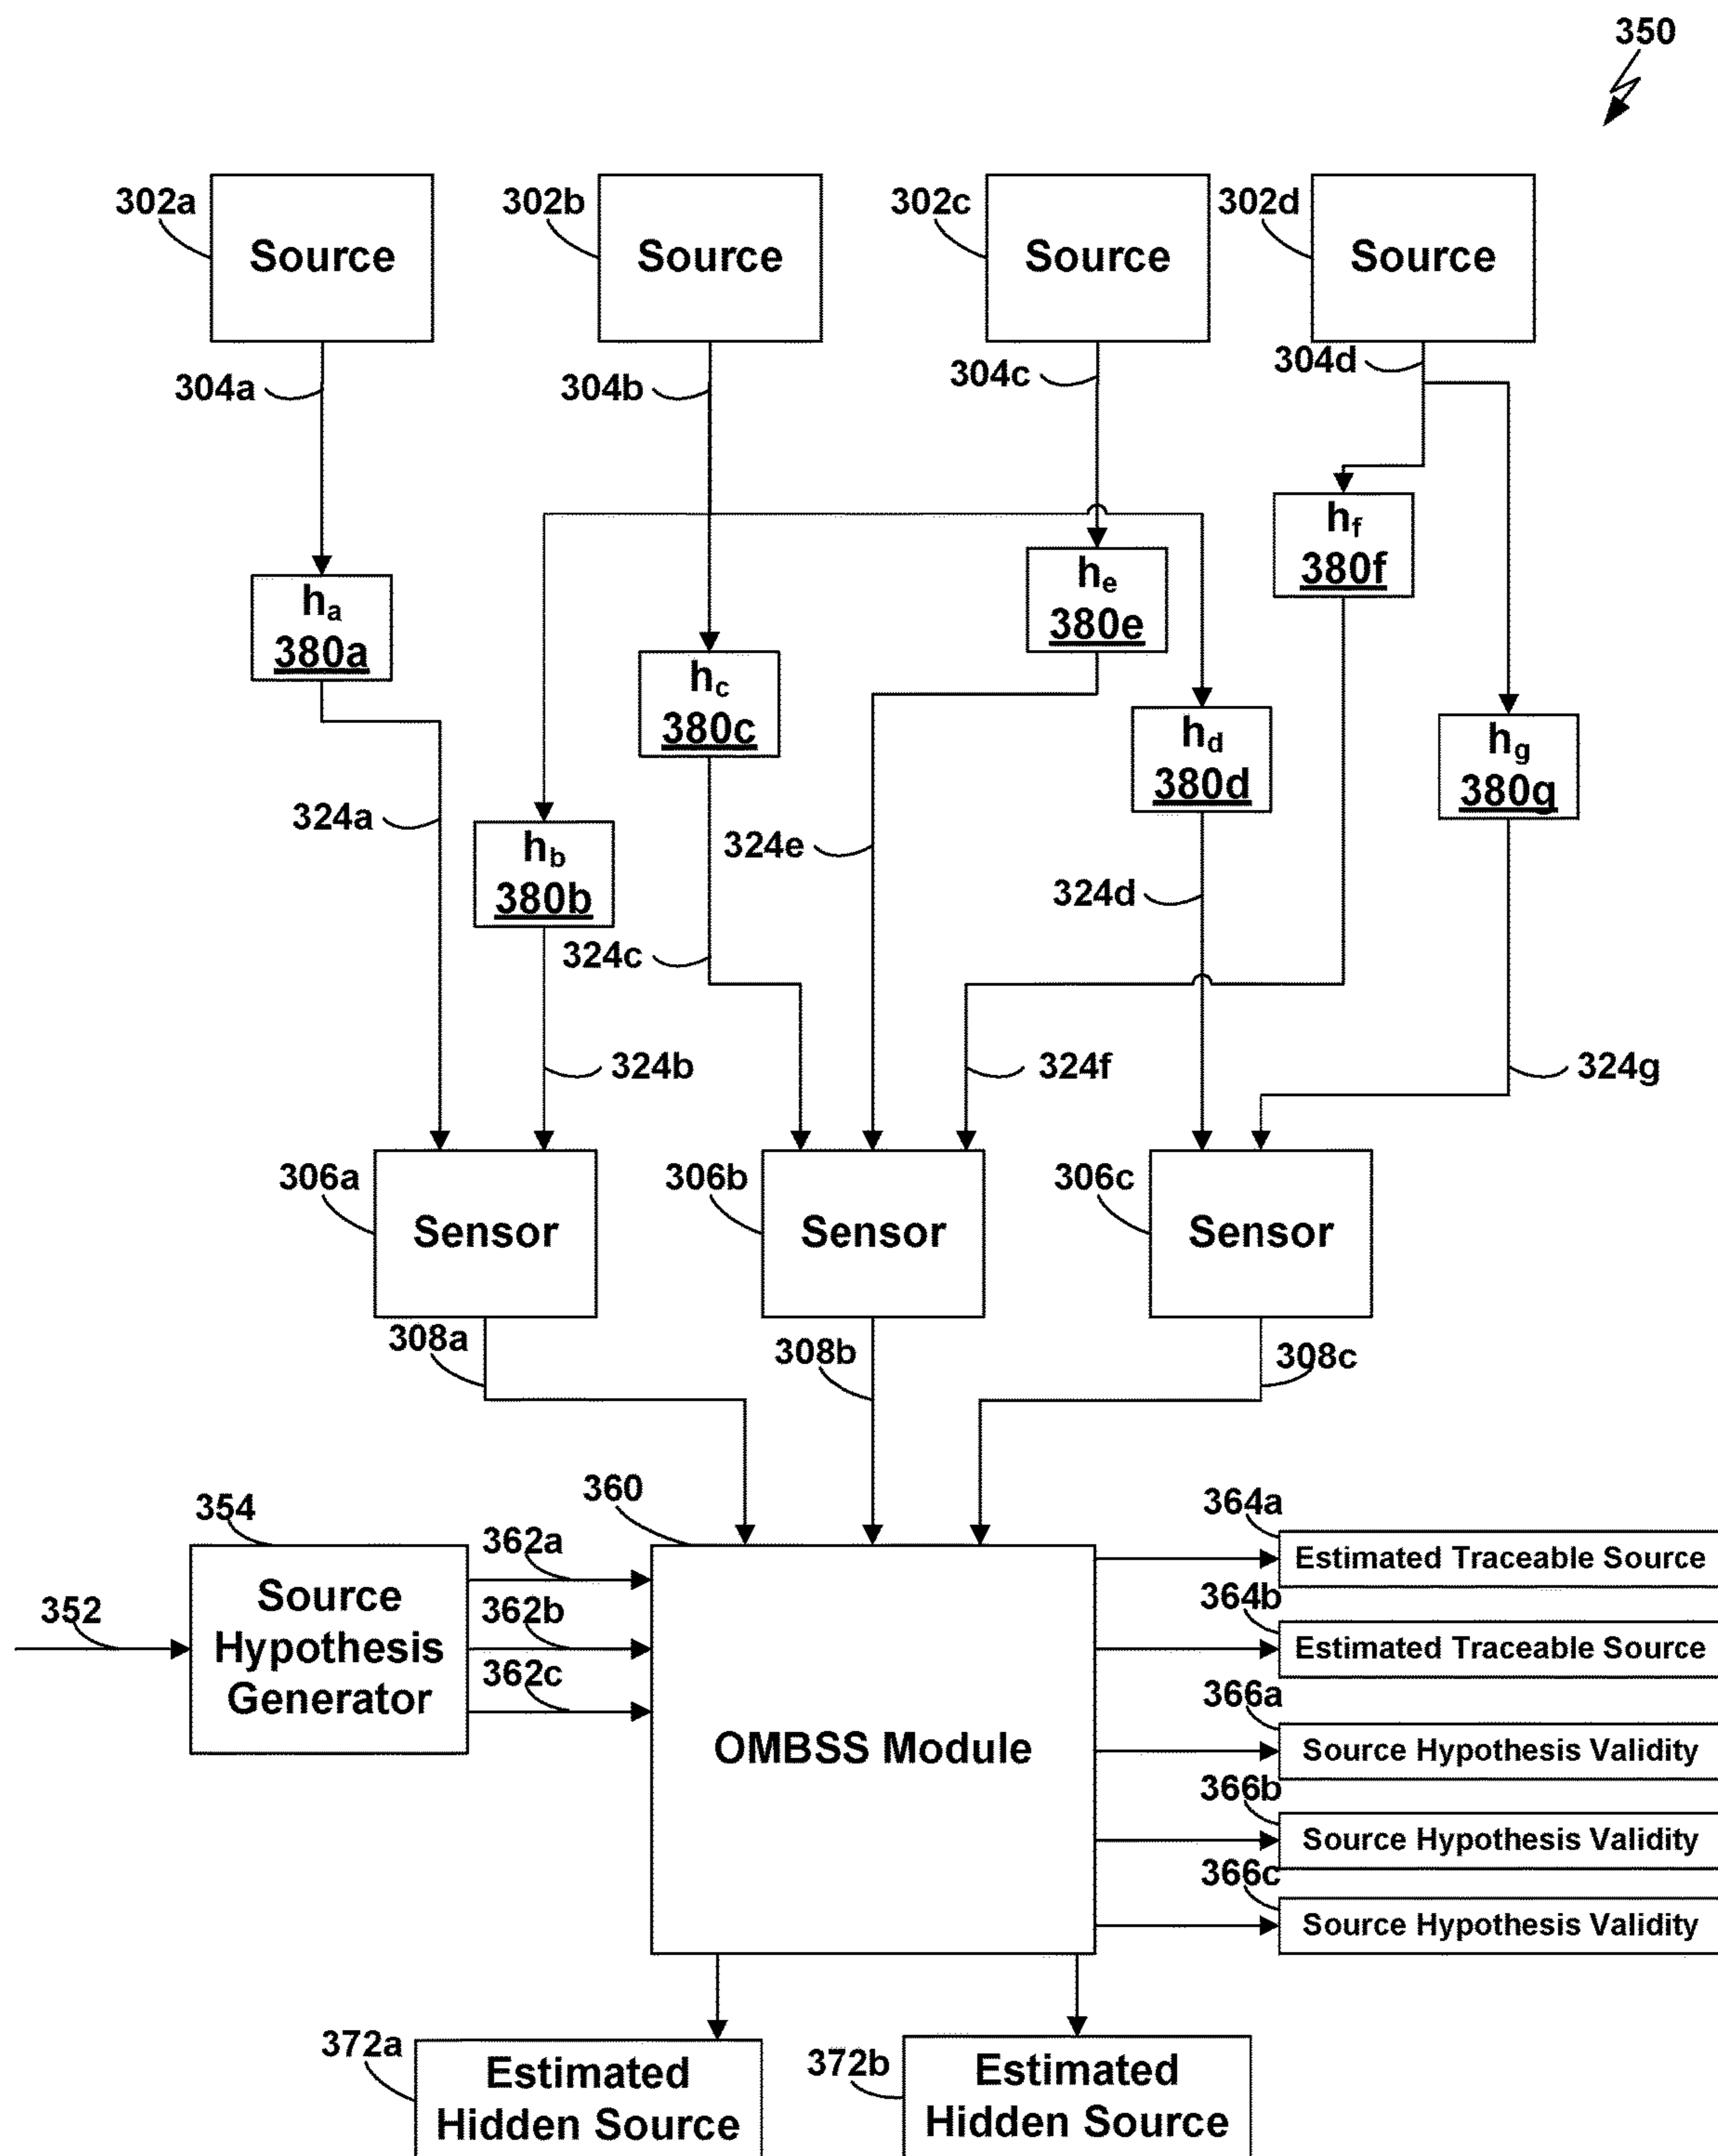 350
302a
302b
302c
302d
Source
Source
Source
Source
304a
304b
304c
304d
hf
380f
he
380e
ha
380a
hc
380c
hd
380d
hg
380g
324a
hb
380b
324e
324d
324c
324b
324f
324g
306a
306b
306c
Sensor
Sensor
Sensor
308a
308b
308c
360
354
362a
362b
362c
352
Source
Hypothesis
Generator
OMBSS Module
364a
Estimated Traceable Source
364b
Estimated Traceable Source
366a
Source Hypothesis Validity
366b
Source Hypothesis Validity
366c
Source Hypothesis Validity
372a
Estimated
Hidden Source
372b
Estimated
Hidden Source